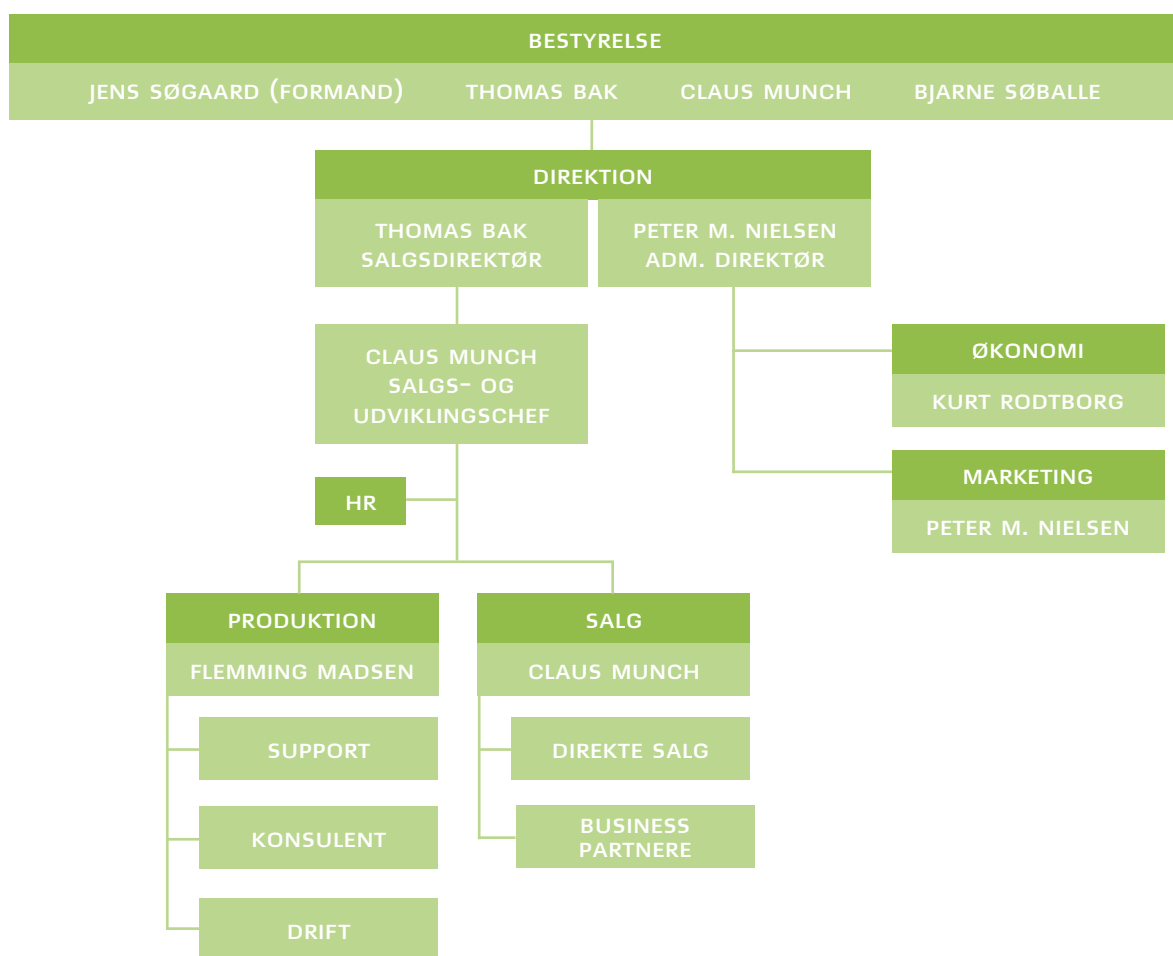 BESTYRELSE
JENS SØGAARD (FORMAND) THOMAS BAK CLAUS MUNCH BJARNE SØBALLE
DIREKTION
THOMAS BAK
SALGSDIREKTØR
PETER M. NIELSEN
ADM. DIREKTØR
CLAUS MUNCH
SALGS- OG
UDVIKLINGSCHEF
ØKONOMI
KURT RODTBORG
MARKETING
PETER M. NIELSEN
HR
PRODUKTION
FLEMMING MADSEN
SUPPORT
KONSULENT
DRIFT
SALG
CLAUS MUNCH
DIREKTE SALG
BUSINESS
PARTNERE